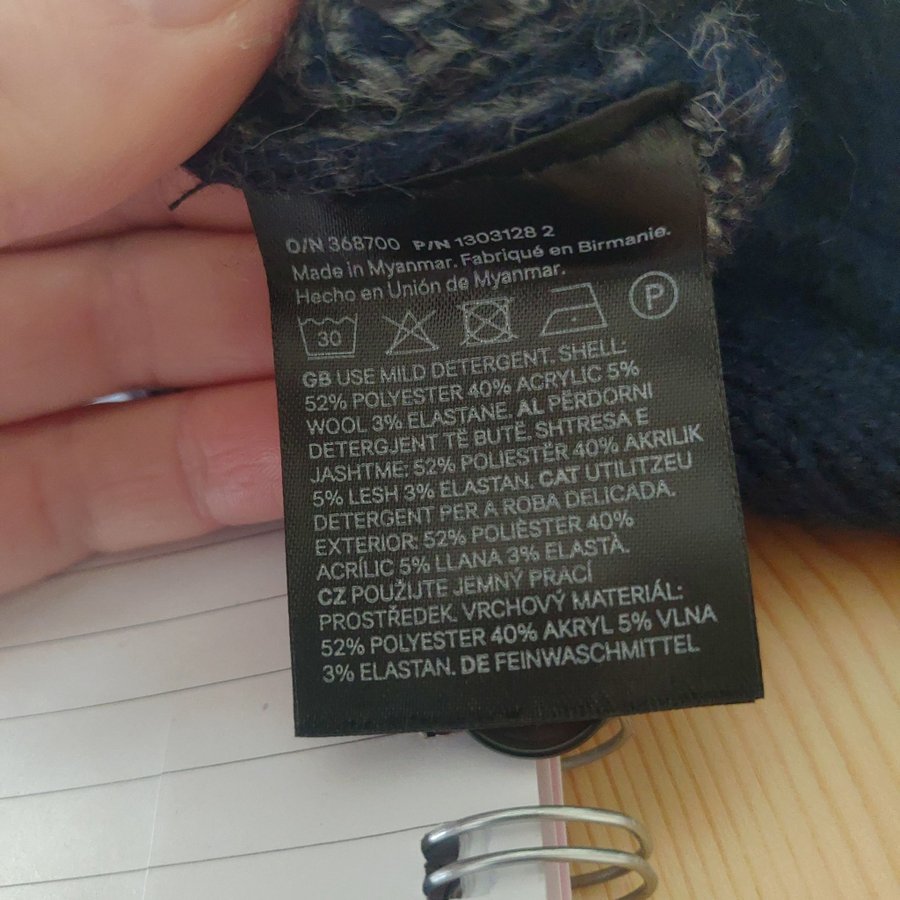 O/N 368700 P/N 1303128 2
Made in Myanmar. Fabriqué en Birmanie.
Hecho en Unión de Myanmar.
30 P
GB USE MILD DETERGENT. SHELL:
52% POLYESTER 40% ACRYLIC 5%
WOOL 3% ELASTANE. AL PËRDORNI
DETERGJENT TË BUTË. SHTRESA E
JASHTME: 52% POLIESTËR 40% AKRILIK
5% LESH 3% ELASTAN. CAT UTILITZEU
DETERGENT PER A ROBA DELICADA.
EXTERIOR: 52% POLIÈSTER 40%
ACRÍLIC 5% LLANA 3% ELASTÀ.
CZ POUŽIJTE JEMNÝ PRACÍ
PROSTŘEDEK. VRCHOVÝ MATERIÁL:
52% POLYESTER 40% AKRYL 5% VLNA
3% ELASTAN. DE FEINWASCHMITTEL